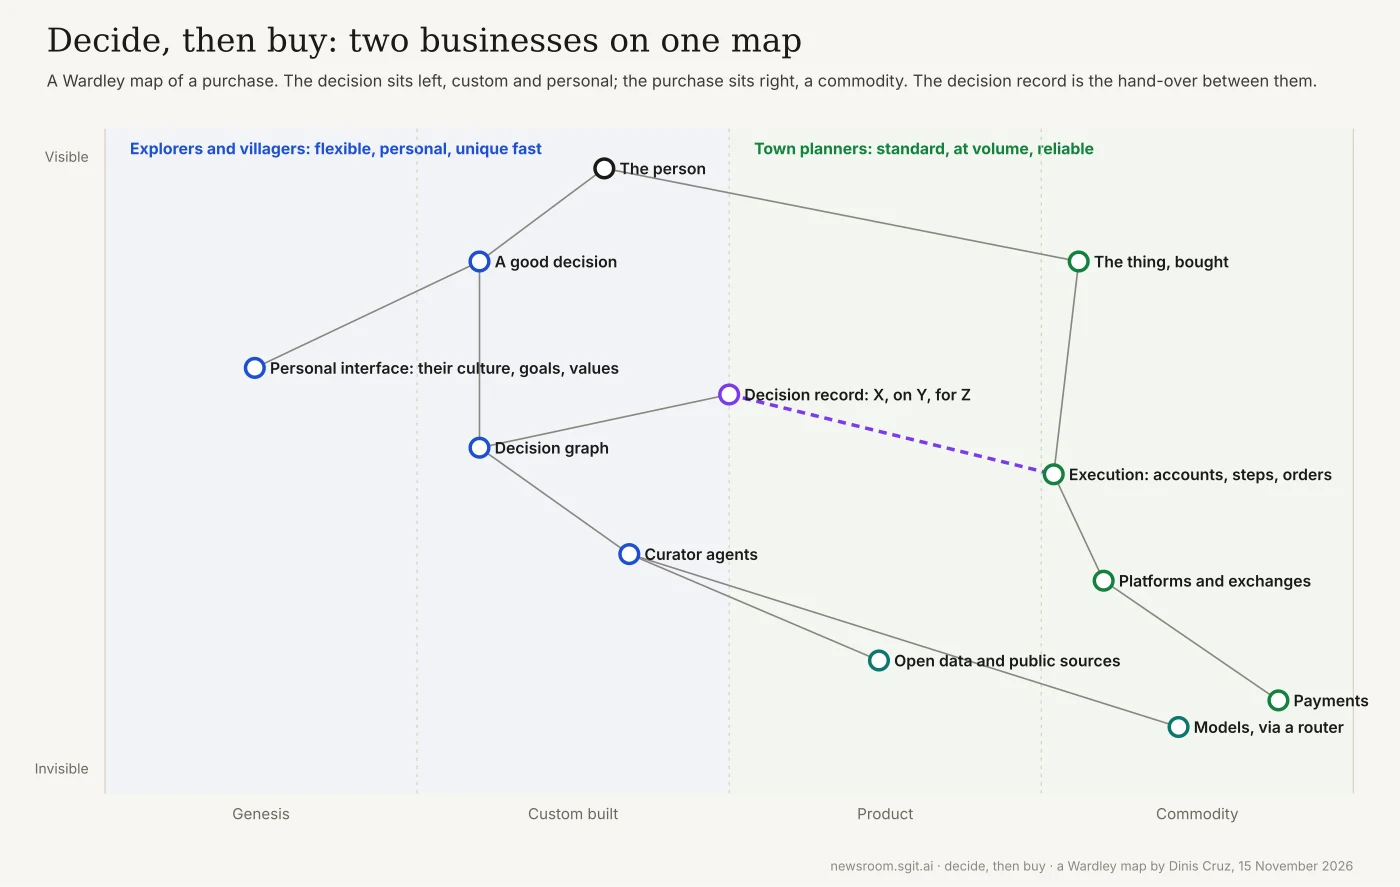 Decide, then buy: two businesses on one map
A Wardley map of a purchase. The decision sits left, custom and personal; the purchase sits right, a commodity. The decision record is the hand-over between them.
Visible
Explorers and villagers: flexible, personal, unique fast
Town planners: standard, at volume, reliable
The person
A good decision
The thing, bought
Personal interface: their culture, goals, values
Decision record: X, on Y, for Z
Decision graph
Execution: accounts, steps, orders
Curator agents
Platforms and exchanges
Open data and public sources
Payments
Models, via a router
Invisible
Genesis
Custom built
Product
Commodity
newsroom.sgit.ai · decide, then buy · a Wardley map by Dinis Cruz, 15 November 2026